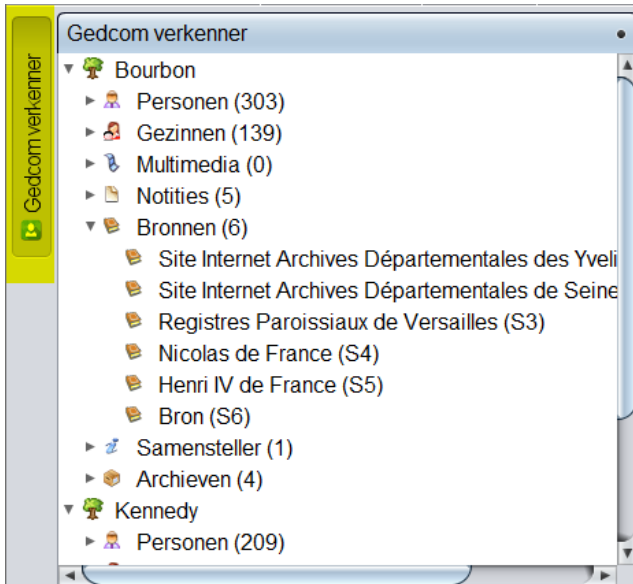 Gedcom verkenner
Gedcom verkenner
Bourbon
Personen (303)
Gezinnen (139)
Multimedia (0)
Notities (5)
Bronnen (6)
Site Internet Archives Départementales des Yveli
Site Internet Archives Départementales de Seine
Registres Paroissiaux de Versailles (S3)
Nicolas de France (S4)
Henri IV de France (S5)
Bron (S6)
Samensteller (1)
Archieven (4)
Kennedy
Personen (209)